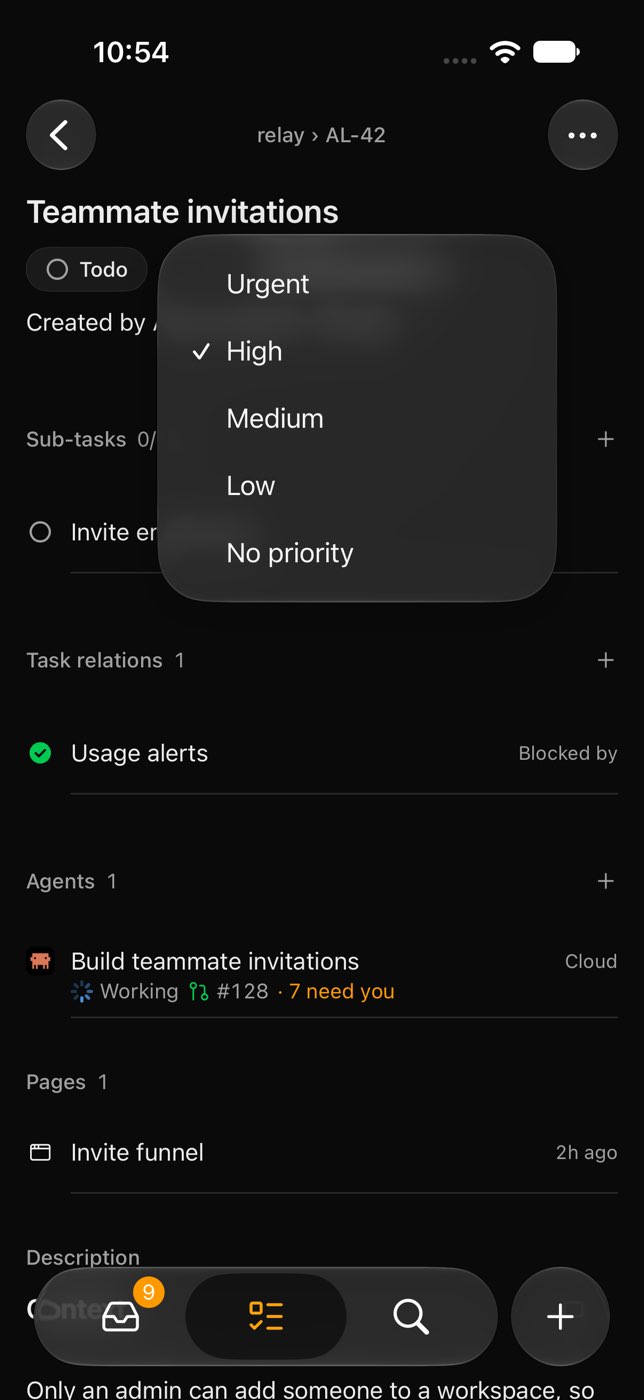 10:54
relay › AL-42
Teammate invitations
Todo
Urgent
Created by
High
Medium
Sub-tasks 0/
Low
Invite
No priority
Task relations 1
Usage alerts Blocked by
Agents 1
Build teammate invitations Cloud
Working #128 · 7 need you
Pages 1
Invite funnel 2h ago
Description
9
Only an admin can add someone to a workspace, so